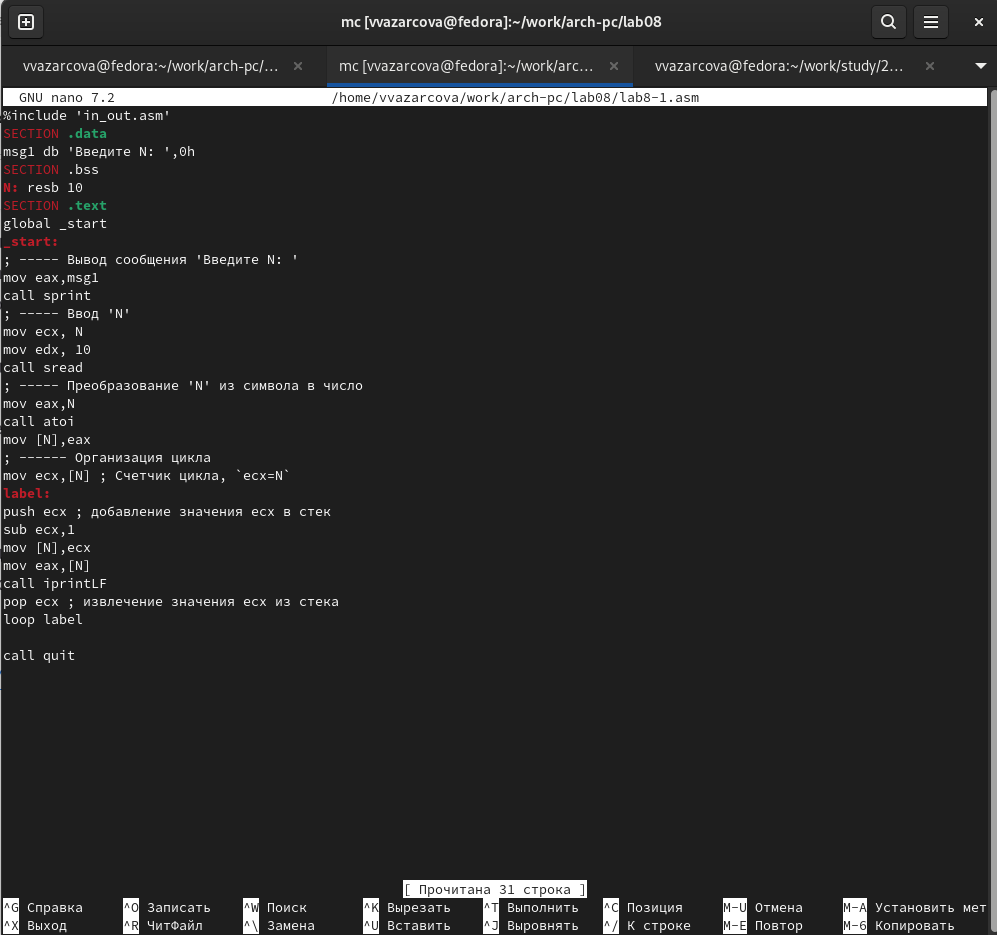 mc [vvazarcova@fedora]:~/work/arch-pc/lab08
vvazarcova@fedora:~/work/arch-pc/... mc [vvazarcova@fedora]:~/work/arc... vvazarcova@fedora:~/work/study/2...
GNU nano 7.2 /home/vvazarcova/work/arch-pc/lab08/lab8-1.asm
%include 'in_out.asm'
SECTION .data
msg1 db 'Введите N: ',0h
SECTION .bss
N: resb 10
SECTION .text
global _start
_start:
; ----- Вывод сообщения 'Введите N: '
mov eax,msg1
call sprint
; ----- Ввод 'N'
mov ecx, N
mov edx, 10
call sread
; ----- Преобразование 'N' из символа в число
mov eax,N
call atoi
mov [N],eax
; ------ Организация цикла
mov ecx,[N] ; Счетчик цикла, `ecx=N`
label:
push ecx ; добавление значения ecx в стек
sub ecx,1
mov [N],ecx
mov eax,[N]
call iprintLF
pop ecx ; извлечение значения ecx из стека
loop label
call quit
[ Прочитана 31 строка ]
^G Справка ^O Записать ^W Поиск ^K Вырезать ^T Выполнить ^C Позиция M-U Отмена M-A Установить мет
^X Выход ^R ЧитФайл ^\ Замена ^U Вставить ^J Выровнять ^/ К строке M-E Повтор M-6 Копировать